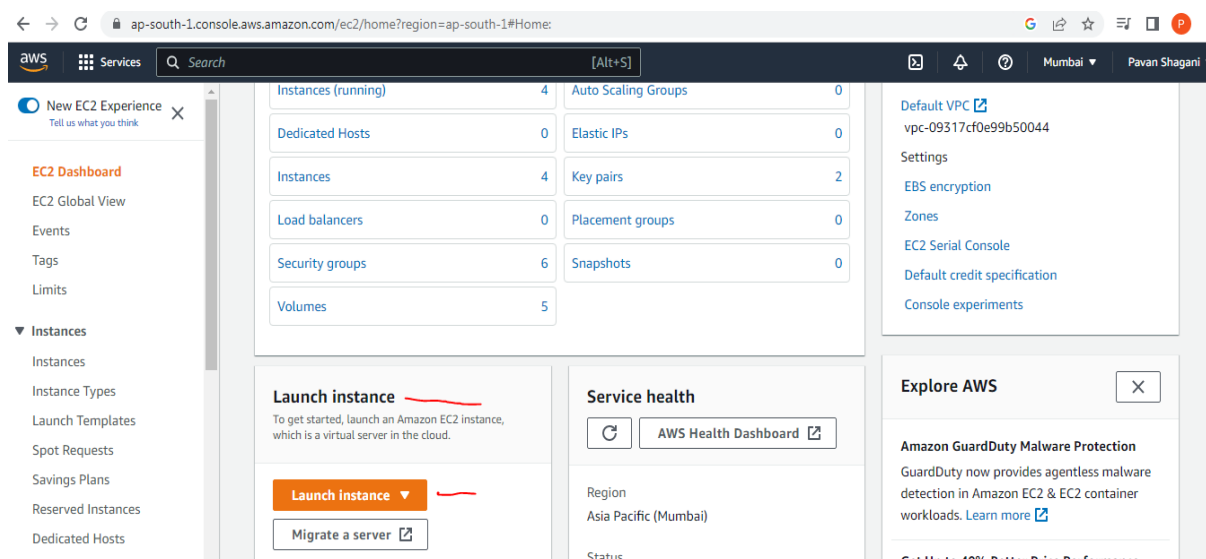 ap-south-1.console.aws.amazon.com/ec2/home?region=ap-south-1#Home:
G
P
aws
Services
Search
[Alt+S]
Mumbai
Pavan Shagani
New EC2 Experience
Tell us what you think
EC2 Dashboard
EC2 Global View
Events
Tags
Limits
Instances
Instances
Instance Types
Launch Templates
Spot Requests
Savings Plans
Reserved Instances
Dedicated Hosts
Instances (running) 4
Auto Scaling Groups 0
Dedicated Hosts 0
Elastic IPs 0
Instances 4
Key pairs 2
Load balancers 0
Placement groups 0
Security groups 6
Snapshots 0
Volumes 5
Launch instance
To get started, launch an Amazon EC2 instance,
which is a virtual server in the cloud.
Launch instance
Migrate a server
Service health
AWS Health Dashboard
Region
Asia Pacific (Mumbai)
Status
Default VPC
vpc-09317cf0e99b50044
Settings
EBS encryption
Zones
EC2 Serial Console
Default credit specification
Console experiments
Explore AWS
Amazon GuardDuty Malware Protection
GuardDuty now provides agentless malware
detection in Amazon EC2 & EC2 container
workloads. Learn more